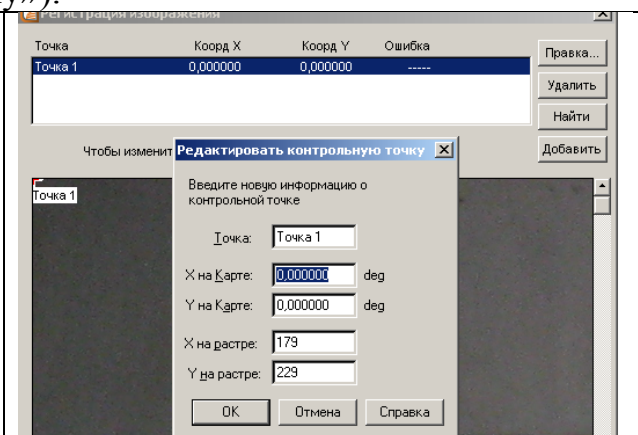 у»).
Регистрация изображения
Точка Коорд X Коорд Y Ошибка
Точка 1 0,000000 0,000000 -----
Правка...
Удалить
Найти
Добавить
Чтобы изменит
Редактировать контрольную точку
Точка 1
Введите новую информацию о
контрольной точке
Точка: Точка 1
X на Карте: 0,000000 deg
Y на Карте: 0,000000 deg
X на растре: 179
Y на растре: 229
OK Отмена Справка